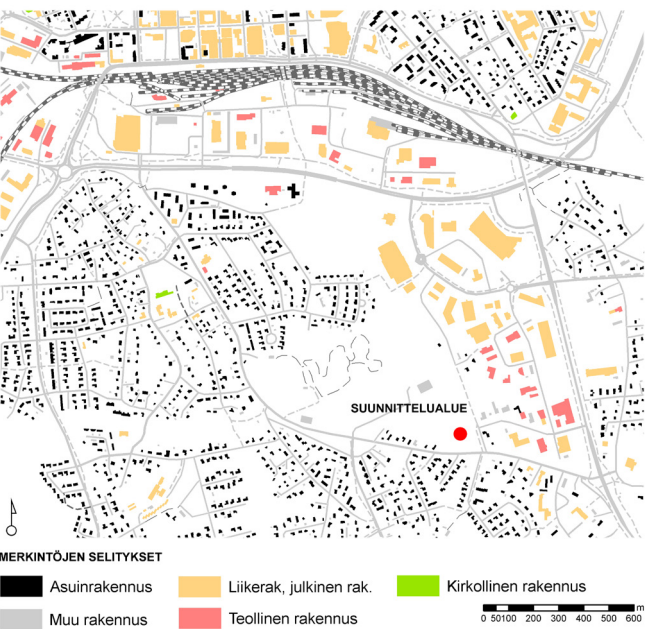 SUUNNITTELUALUE
MERKINTÖJEN SELITYKSET
Asuinrakennus
Liikerak, julkinen rak.
Kirkollinen rakennus
Muu rakennus
Teollinen rakennus
m
0 50100 200 300 400 500 600